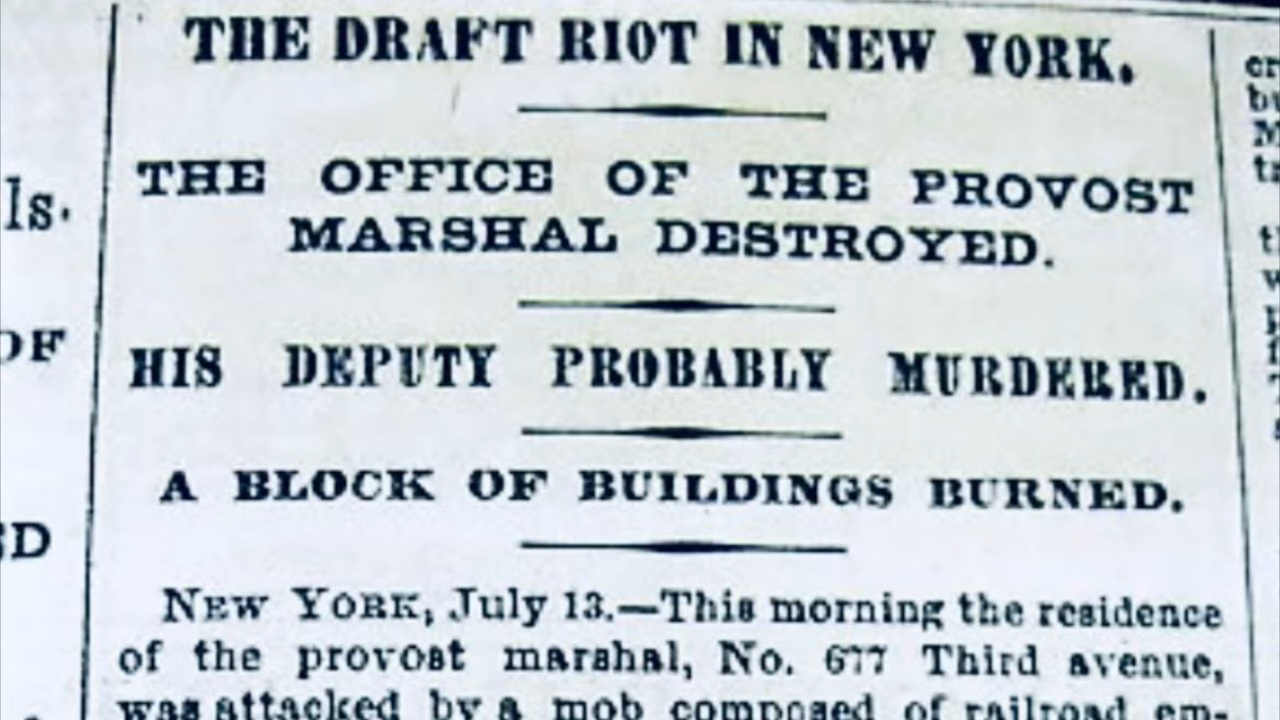 THE DRAFT RIOT IN NEW YORK.
THE OFFICE OF THE PROVOST
MARSHAL DESTROYED.
HIS DEPUTY PROBABLY MURDERED.
A BLOCK OF BUILDINGS BURNED.
NEW YORK, July 13.—This morning the residence
of the provost marshal, No. 677 Third avenue,
was attacked by a mob composed of railroad em-
ls.
OF